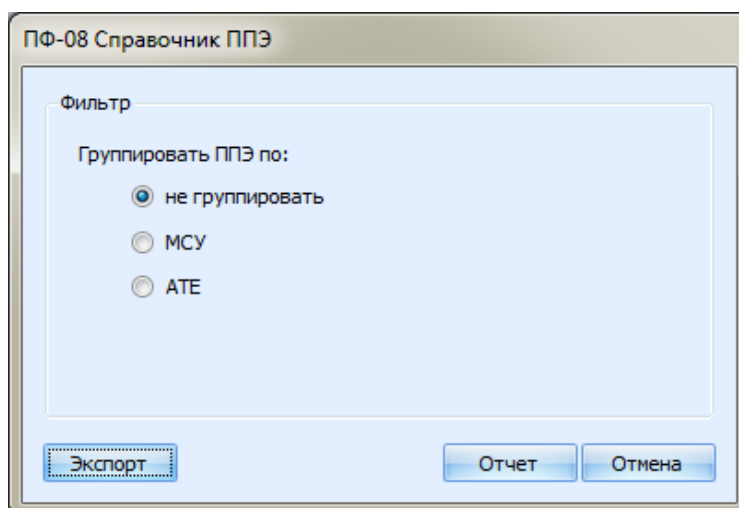 ПФ-08 Справочник ППЭ
Фильтр
Группировать ППЭ по:
не группировать
МСУ
АТЕ
Экспорт Отчет Отмена